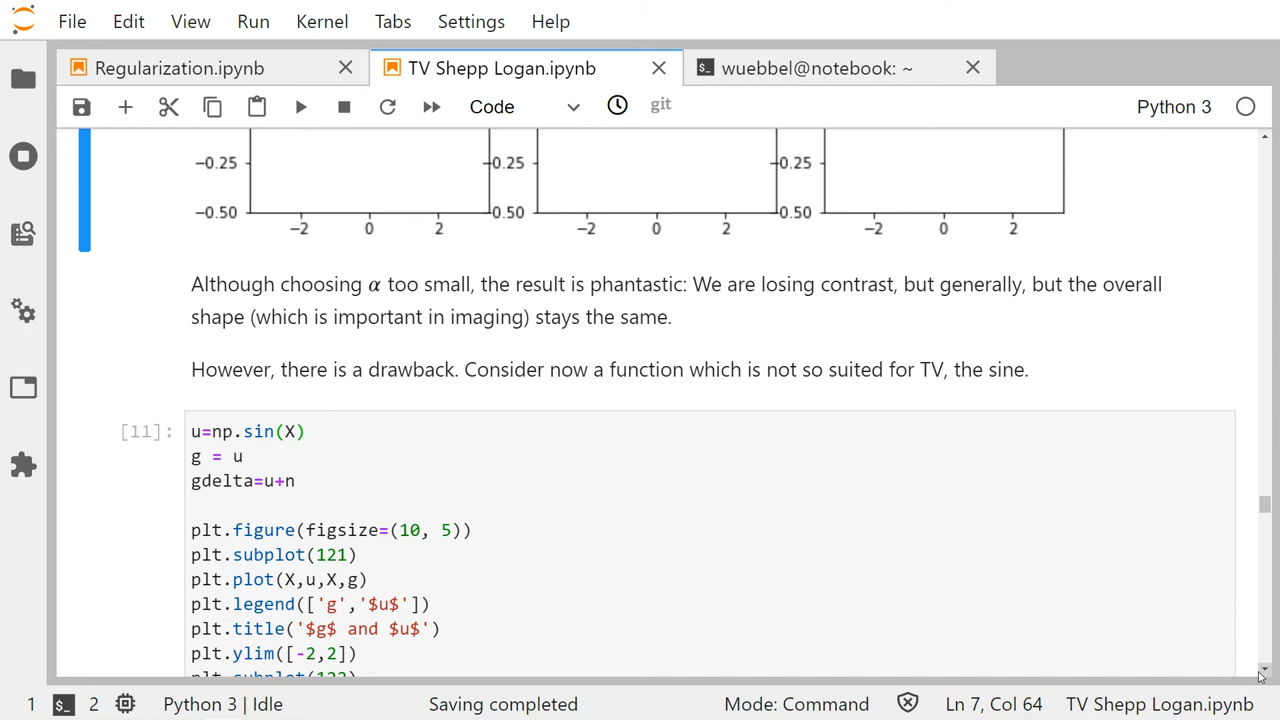 File Edit View Run Kernel Tabs Settings Help
Regularization.ipynb TV Shepp Logan.ipynb wuebbel@notebook: ~
Code git Python 3
−0.25 −0.25 −0.25
−0.50 −0.50 −0.50
−2 0 2 −2 0 2 −2 0 2
Although choosing α too small, the result is phantastic: We are losing contrast, but generally, but the overall
shape (which is important in imaging) stays the same.
However, there is a drawback. Consider now a function which is not so suited for TV, the sine.
[11]: u=np.sin(X)
g = u
gdelta=u+n
plt.figure(figsize=(10, 5))
plt.subplot(121)
plt.plot(X,u,X,g)
plt.legend(['g','$u$'])
plt.title('$g$ and $u$')
plt.ylim([-2,2])
plt.subplot(122)
1 2 Python 3 | Idle Saving completed Mode: Command Ln 7, Col 64 TV Shepp Logan.ipynb